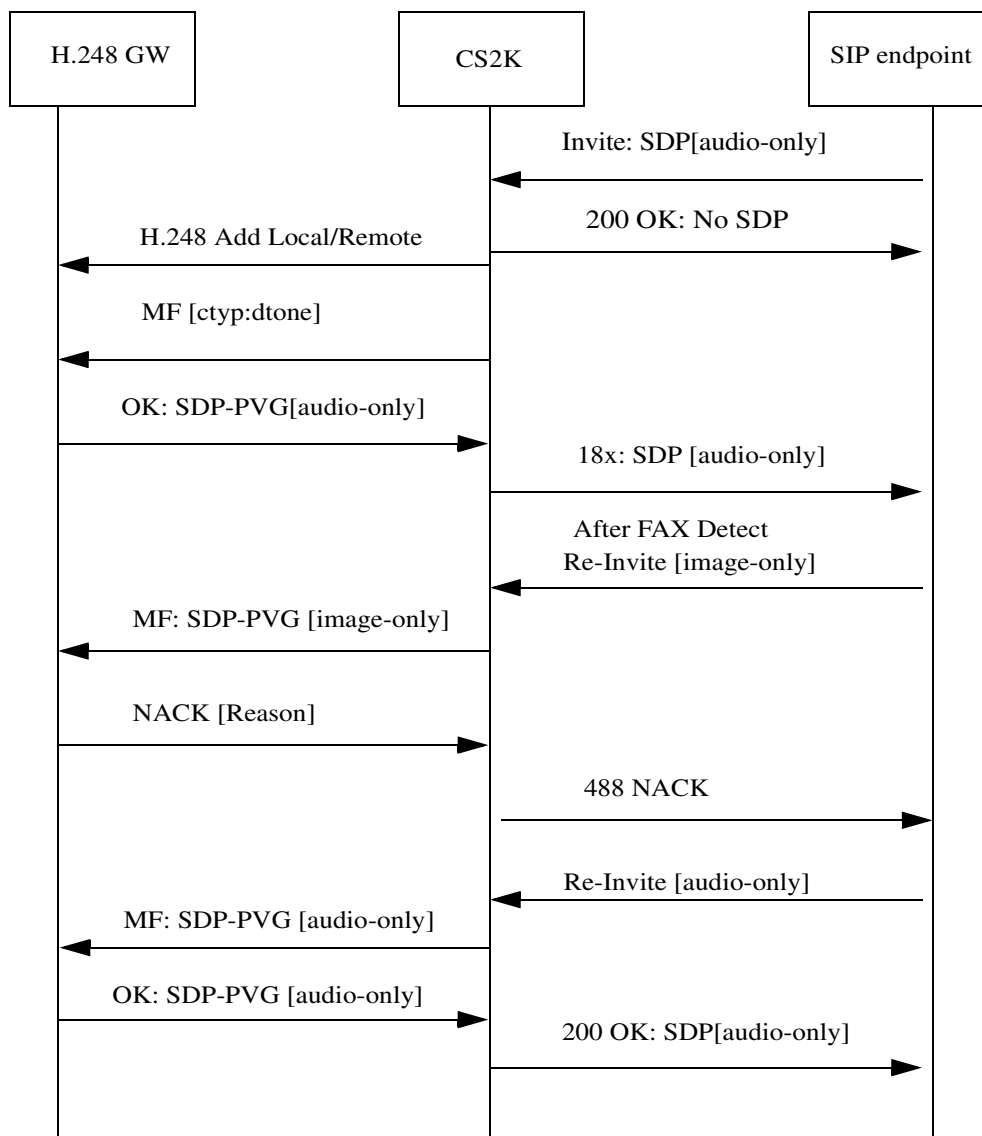 H.248 GW
CS2K
SIP endpoint
Invite: SDP[audio-only]
200 OK: No SDP
H.248 Add Local/Remote
MF [ctyp:dtone]
OK: SDP-PVG[audio-only]
18x: SDP [audio-only]
After FAX Detect
Re-Invite [image-only]
MF: SDP-PVG [image-only]
NACK [Reason]
488 NACK
Re-Invite [audio-only]
MF: SDP-PVG [audio-only]
OK: SDP-PVG [audio-only]
200 OK: SDP[audio-only]